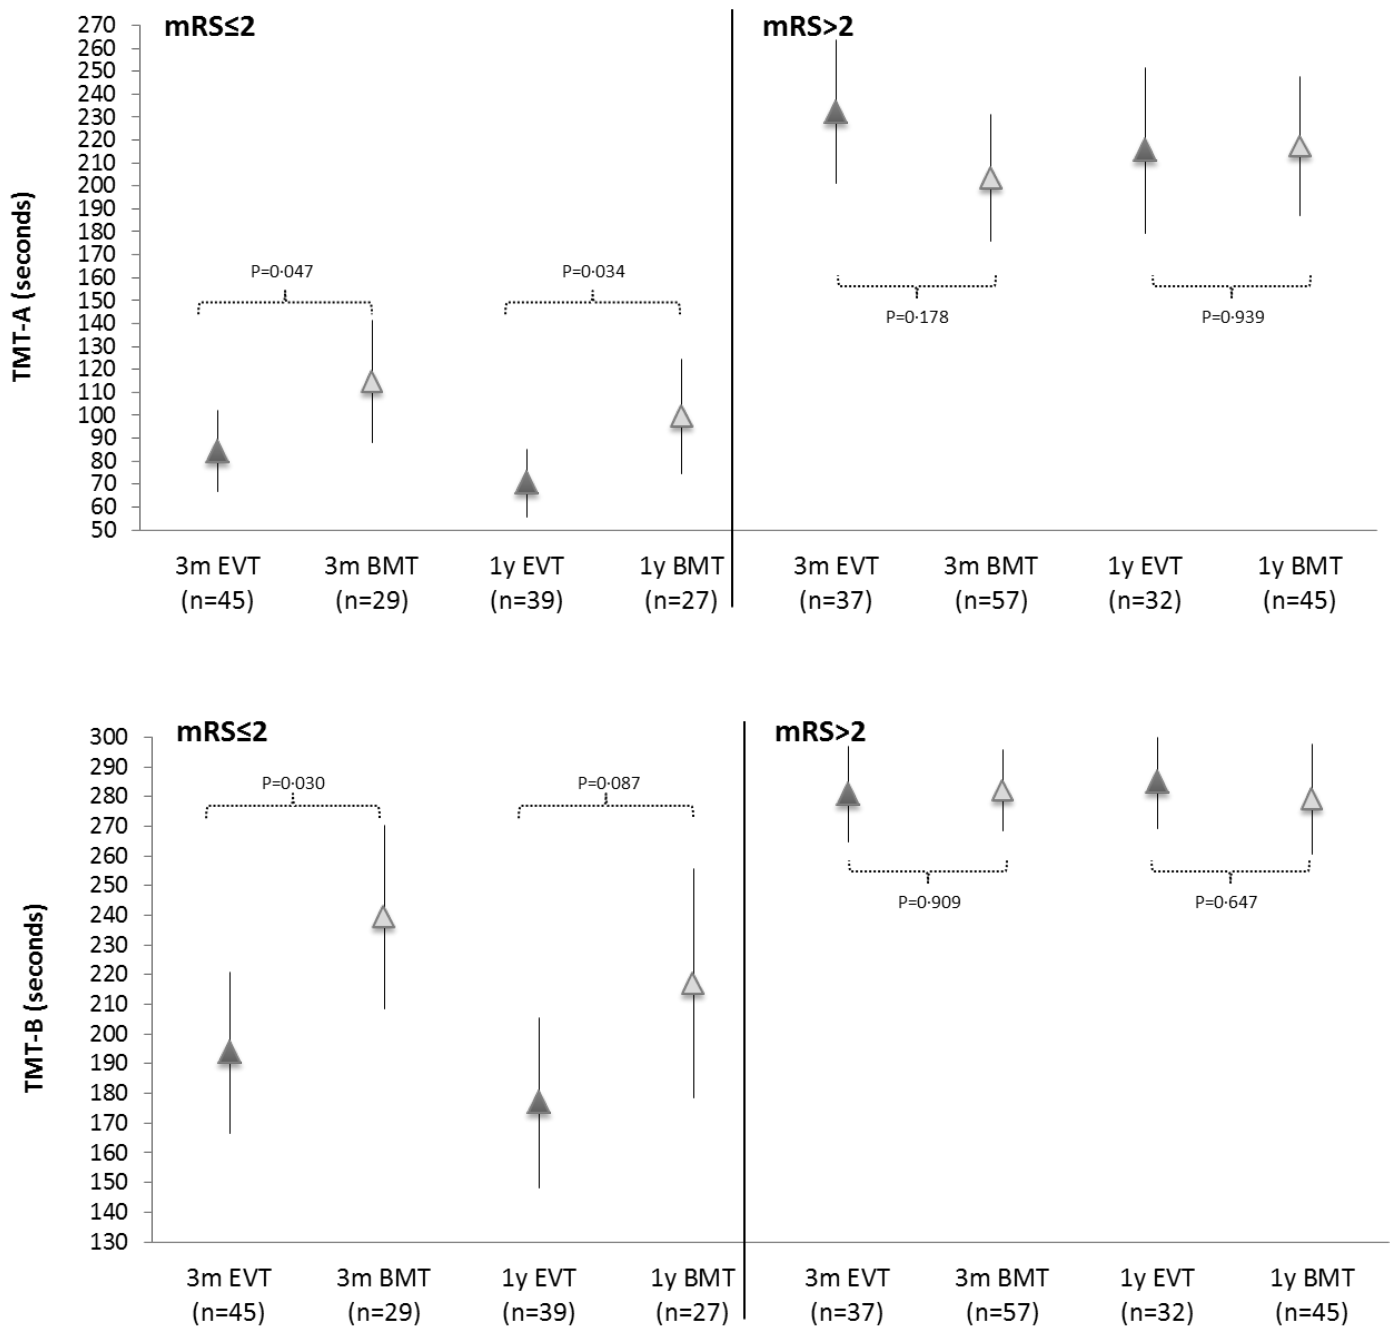 mRS≤2
mRS>2
270
260
250
240
230
220
210
200
190
180
170
160
150
140
130
120
110
100
90
80
70
60
50
TMT-A (seconds)
P=0·047
P=0·034
P=0·178
P=0·939
3m EVT
(n=45)
3m BMT
(n=29)
1y EVT
(n=39)
1y BMT
(n=27)
3m EVT
(n=37)
3m BMT
(n=57)
1y EVT
(n=32)
1y BMT
(n=45)
mRS≤2
mRS>2
300
290
280
270
260
250
240
230
220
210
200
190
180
170
160
150
140
130
TMT-B (seconds)
P=0·030
P=0·087
P=0·909
P=0·647
3m EVT
(n=45)
3m BMT
(n=29)
1y EVT
(n=39)
1y BMT
(n=27)
3m EVT
(n=37)
3m BMT
(n=57)
1y EVT
(n=32)
1y BMT
(n=45)